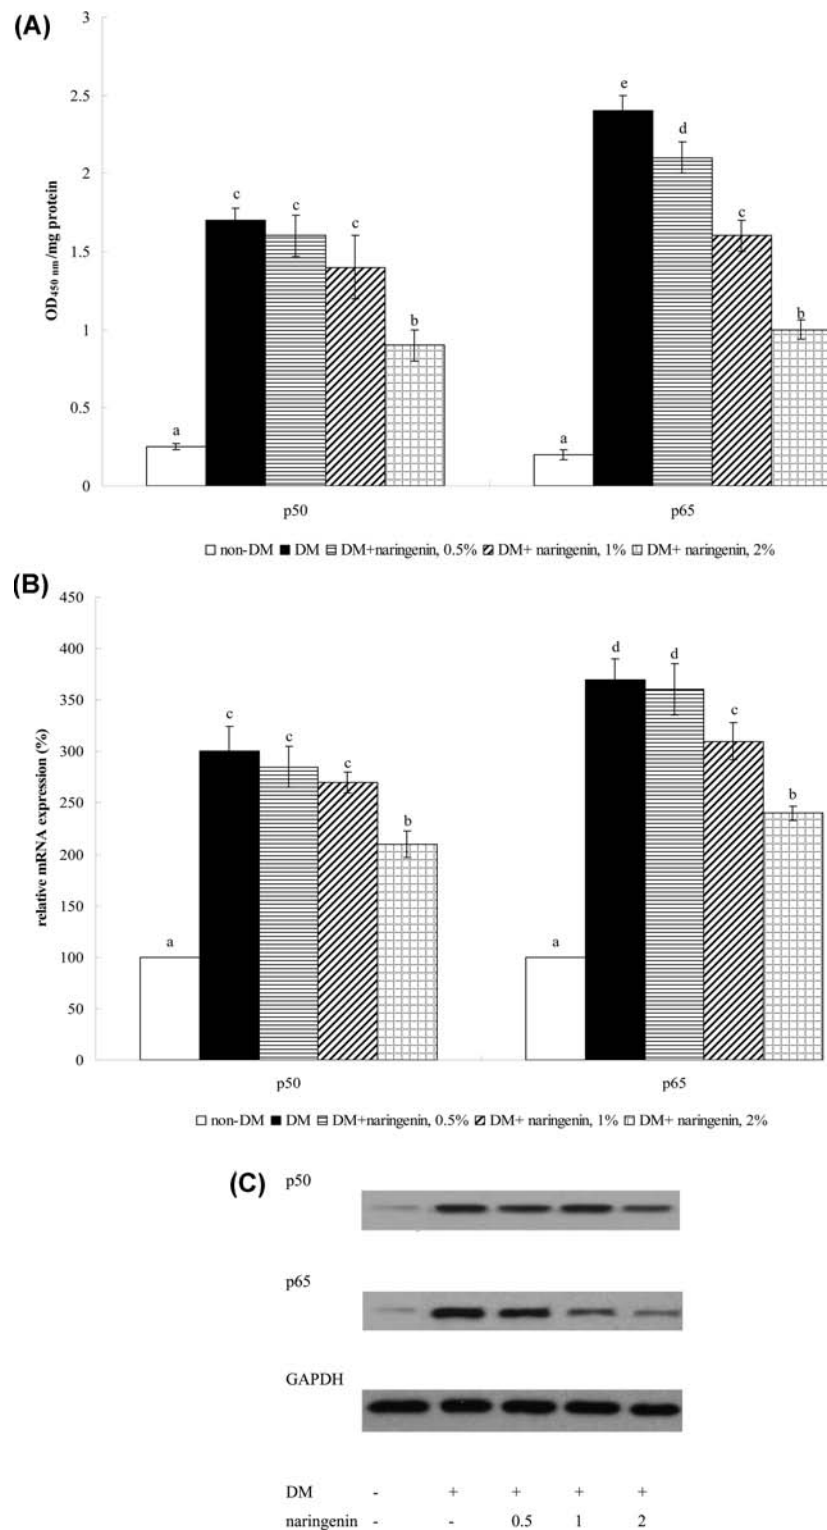 (A)
3
2.5
2
1.5
1
0.5
0
OD450 nm/mg protein
a c c c b
a e d c b
p50 p65
non-DM DM DM+naringenin, 0.5% DM+ naringenin, 1% DM+ naringenin, 2%
(B)
450
400
350
300
250
200
150
100
50
0
relative mRNA expression (%)
a c c c b
a d d c b
p50 p65
non-DM DM DM+naringenin, 0.5% DM+ naringenin, 1% DM+ naringenin, 2%
(C)
p50
p65
GAPDH
DM - + + + +
naringenin - - 0.5 1 2